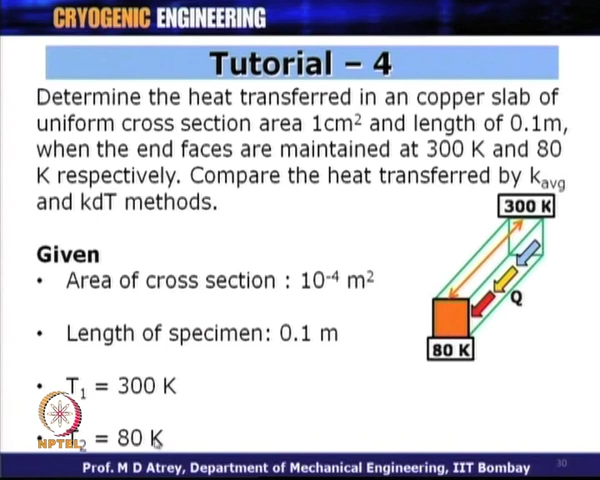 CRYOGENIC ENGINEERING
Tutorial – 4
Determine the heat transferred in an copper slab of
uniform cross section area 1cm² and length of 0.1m,
when the end faces are maintained at 300 K and 80
K respectively. Compare the heat transferred by kavg
and kdT methods.
300 K
Given
• Area of cross section : 10⁻⁴ m²
Q
• Length of specimen: 0.1 m
80 K
• T₁ = 300 K
• T₂ = 80 K
NPTEL
Prof. M D Atrey, Department of Mechanical Engineering, IIT Bombay
30